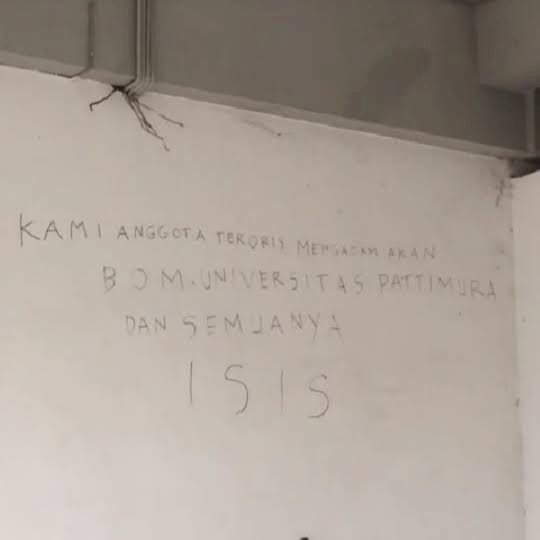 KAMI ANGGOTA TERORIS MENGACAM AKAN
BOM.UNIVERSITAS PATTIMURA
DAN SEMUANYA
ISIS